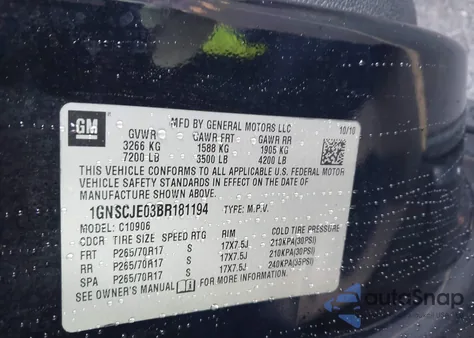 GM
MFD BY GENERAL MOTORS LLC 10/10
GVWR GAWR FRT GAWR RR
3266 KG 1588 KG 1905 KG
7200 LB 3500 LB 4200 LB
THIS VEHICLE CONFORMS TO ALL APPLICABLE U.S. FEDERAL MOTOR
VEHICLE SAFETY STANDARDS IN EFFECT ON THE DATE OF
MANUFACTURE SHOWN ABOVE.
1GNSCJE03BR181194 TYPE: M.P.V.
MODEL: C10906
CDCR TIRE SIZE SPEED RTG RIM COLD TIRE PRESSURE
FRT P265/70R17 S 17X7.5J 210KPA(30PSI)
RR P265/70R17 S 17X7.5J 210KPA(30PSI)
SPA P265/70R17 S 17X7.5J 240KPA(35PSI)
SEE OWNER'S MANUAL FOR MORE INFORMATION.
autoSnap